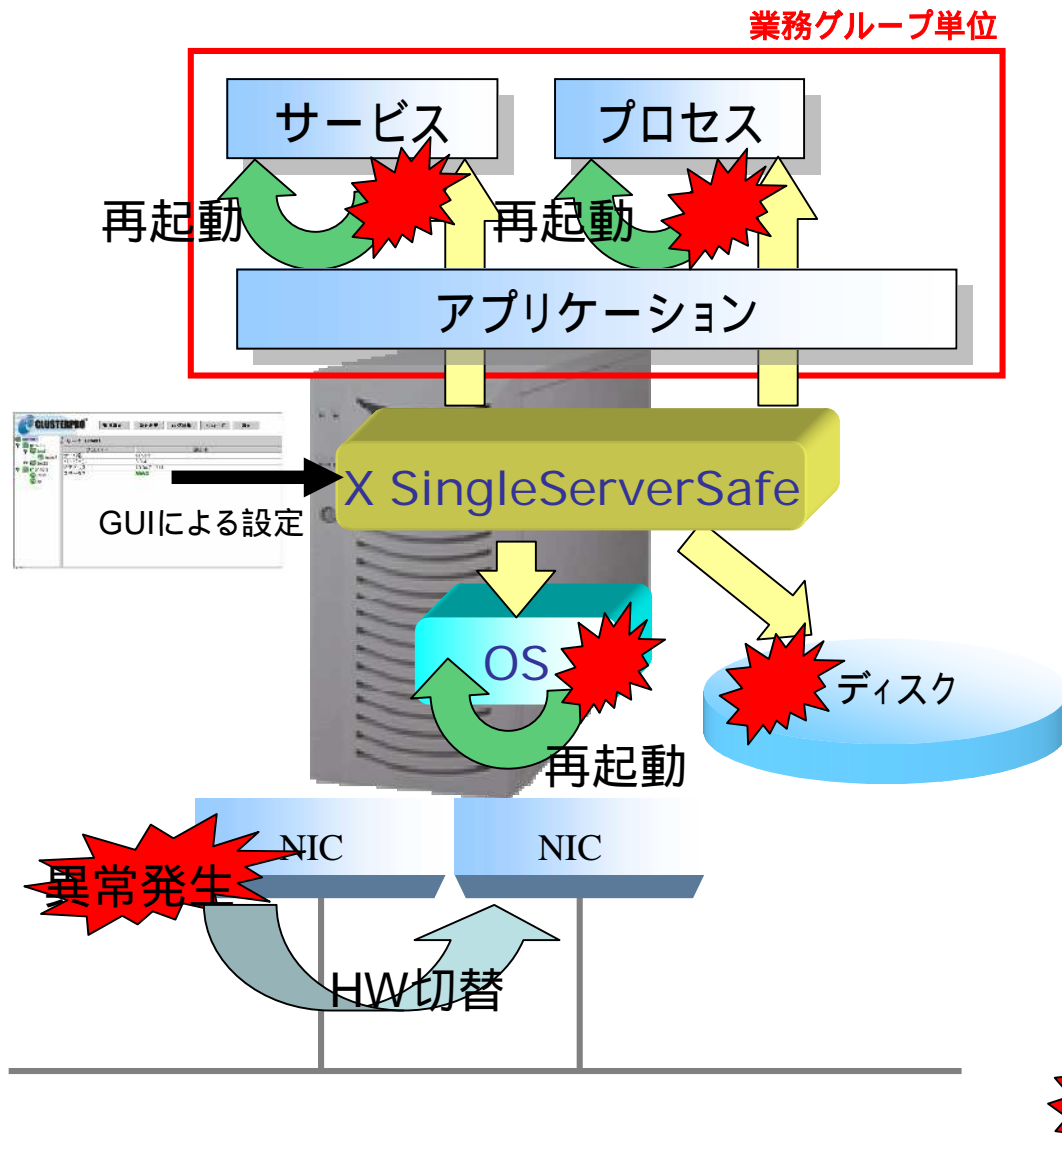 業務グループ単位
サービス
プロセス
再起動
再起動
アプリケーション
CLUSTERPRO
X SingleServerSafe
GUIによる設定
OS
ディスク
再起動
NIC
NIC
異常発生
HW切替